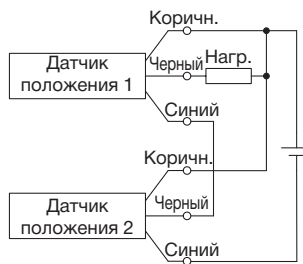 Коричн.
Датчик положения 1
Черный
Нагр.
Синий
Коричн.
Датчик положения 2
Черный
Синий